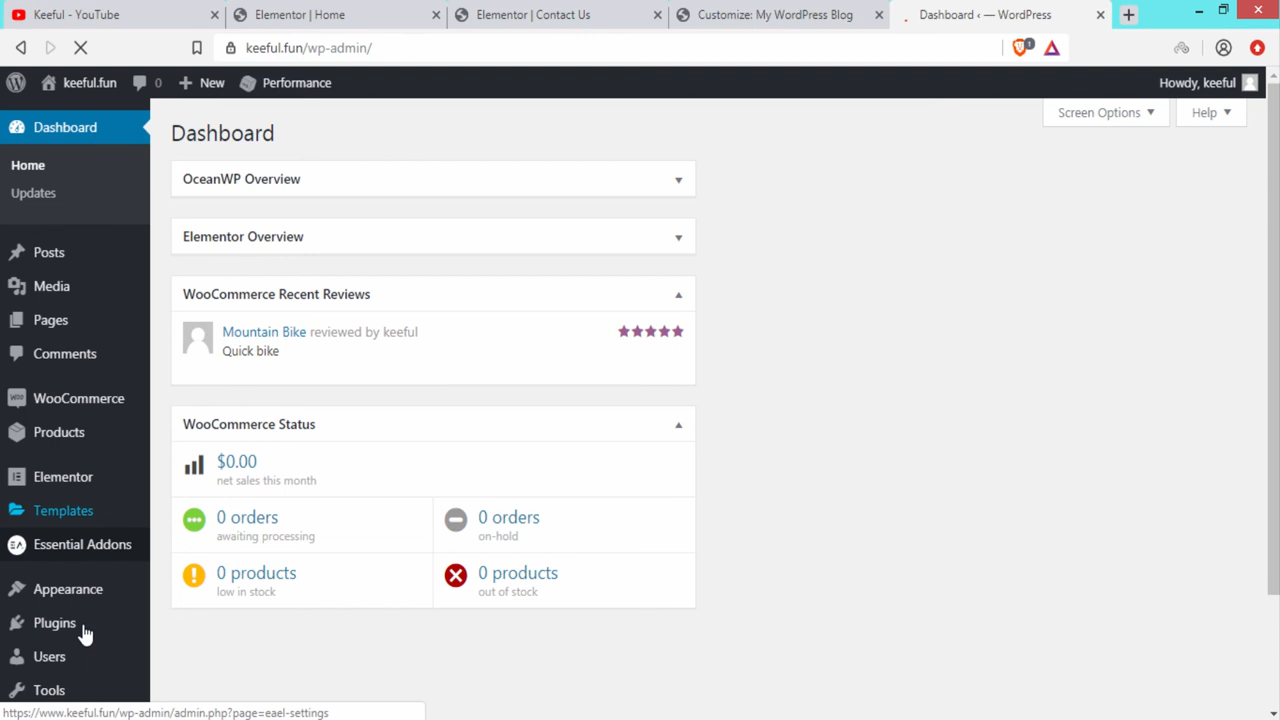 Keeful - YouTube
Elementor | Home
Elementor | Contact Us
Customize: My WordPress Blog
Dashboard ‹ — WordPress
keeful.fun/wp-admin/
1
keeful.fun
0
New
Performance
Howdy, keeful
Dashboard
Home
Updates
Posts
Media
Pages
Comments
WooCommerce
Products
Elementor
Templates
Essential Addons
Appearance
Plugins
Users
Tools
Screen Options
Help
Dashboard
OceanWP Overview
Elementor Overview
WooCommerce Recent Reviews
Mountain Bike reviewed by keeful
Quick bike
WooCommerce Status
$0.00
net sales this month
0 orders
awaiting processing
0 orders
on-hold
0 products
low in stock
0 products
out of stock
https://www.keeful.fun/wp-admin/admin.php?page=eael-settings